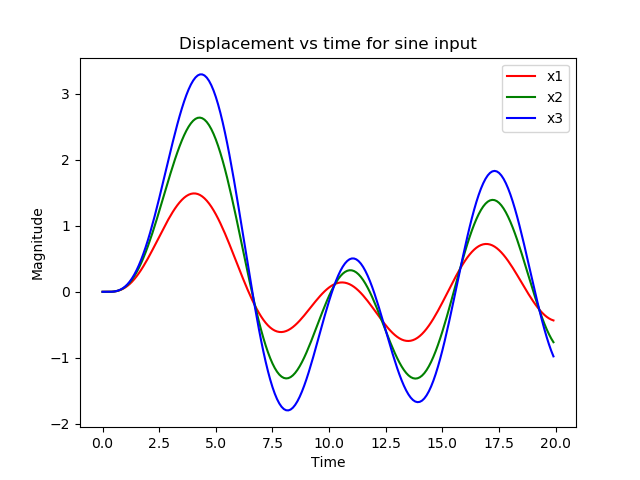 Displacement vs time for sine input
x1
x2
x3
Magnitude
3
2
1
0
−1
−2
0.0 2.5 5.0 7.5 10.0 12.5 15.0 17.5 20.0
Time